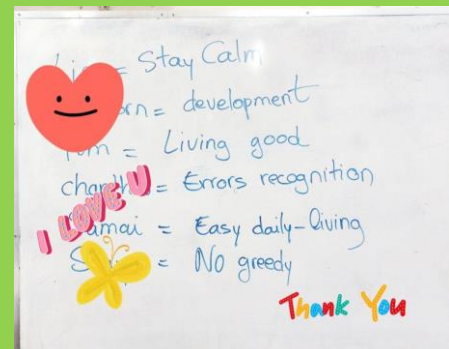 = Stay Calm
= development
= Living good
= Errors recognition
= Easy daily-living
= No greedy
I LOVE U
Thank You